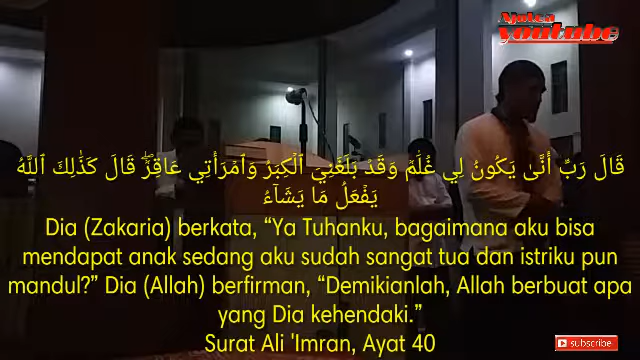 Ajulea
youtube
قَالَ رَبِّ أَنَّىٰ يَكُونُ لِي غُلَٰمٞ وَقَدۡ بَلَغَنِيَ ٱلۡكِبَرُ وَٱمۡرَأَتِي عَاقِرٞۖ قَالَ كَذَٰلِكَ ٱللَّهُ
يَفۡعَلُ مَا يَشَآءُ
Dia (Zakaria) berkata, “Ya Tuhanku, bagaimana aku bisa
mendapat anak sedang aku sudah sangat tua dan istriku pun
mandul?” Dia (Allah) berfirman, “Demikianlah, Allah berbuat apa
yang Dia kehendaki.”
Surat Ali 'Imran, Ayat 40
subscribe